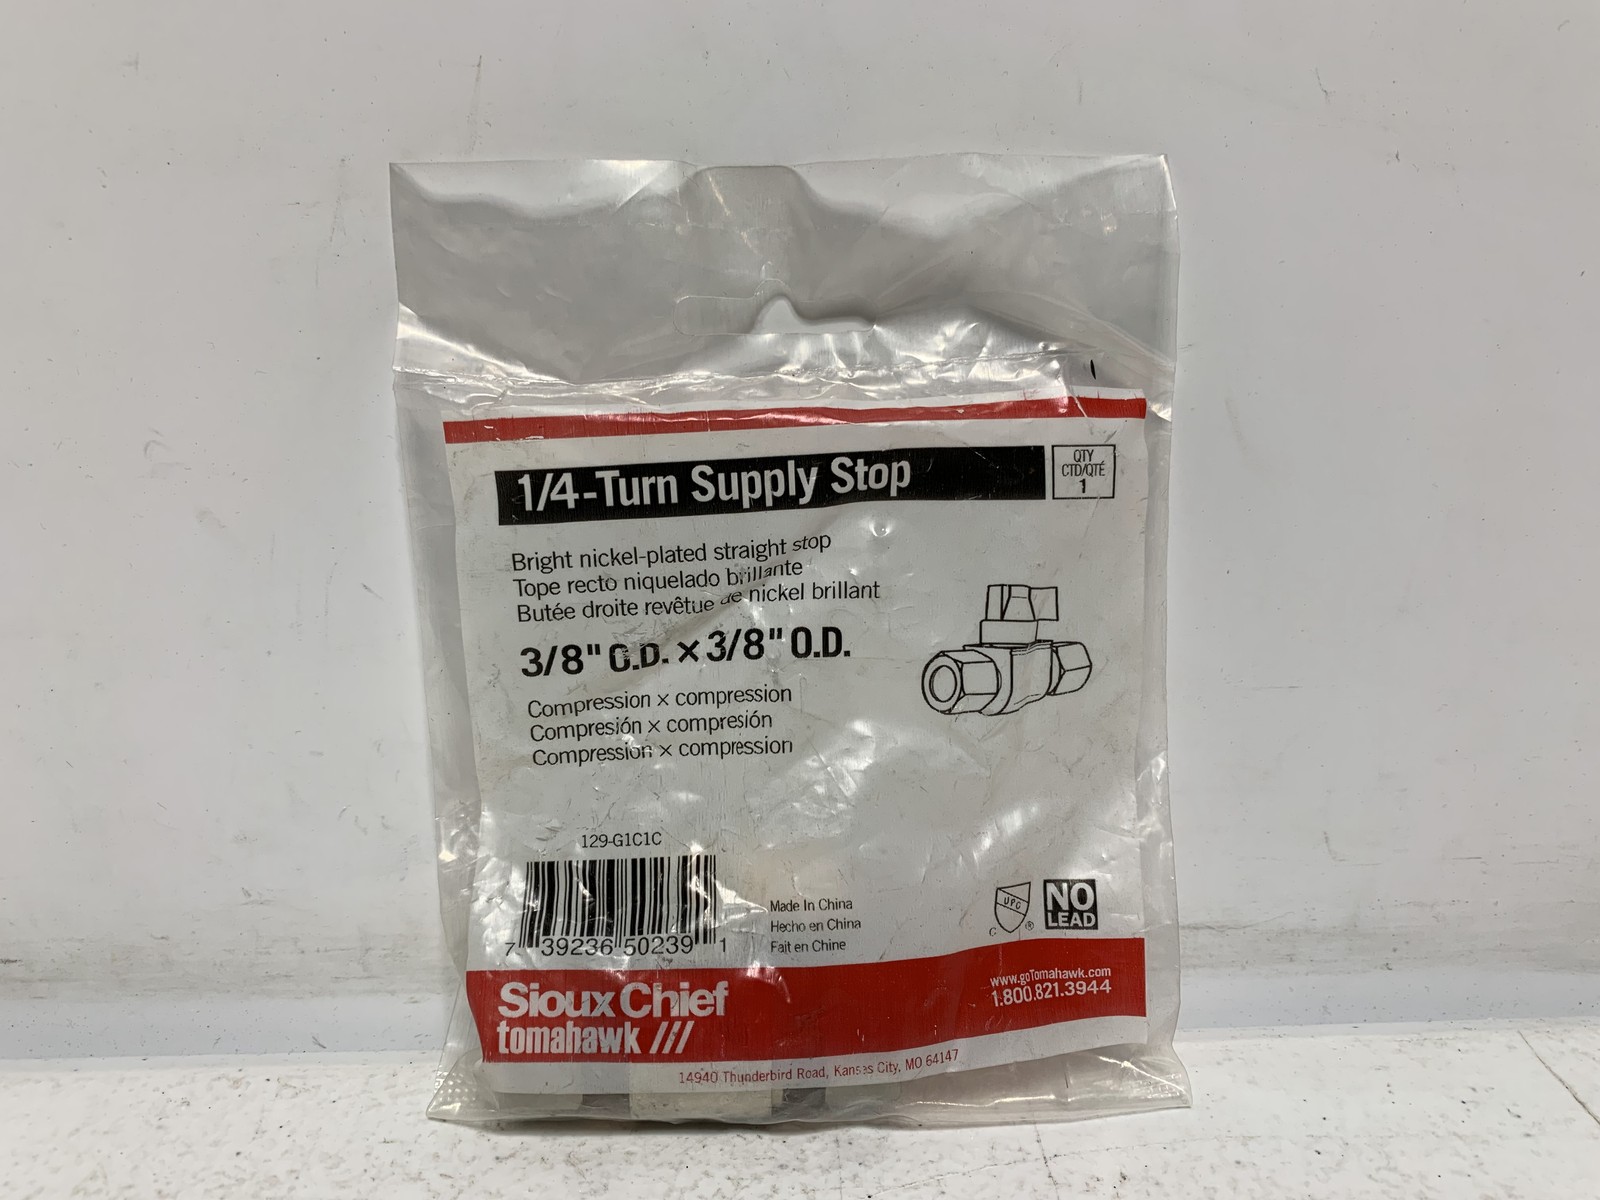 1/4-Turn Supply Stop
QTY
CTD/QTÉ
1
Bright nickel-plated straight stop
Tope recto niquelado brillante
Butée droite revêtue de nickel brillant
3/8" O.D. × 3/8" O.D.
Compression × compression
Compresión × compresión
Compression × compression
129-G1C1C
7 39236 50239 1
Made In China
Hecho en China
Fait en Chine
UPC
C ®
NO
LEAD
Sioux Chief
tomahawk ///
www.goTomahawk.com
1.800.821.3944
14940 Thunderbird Road, Kansas City, MO 64147